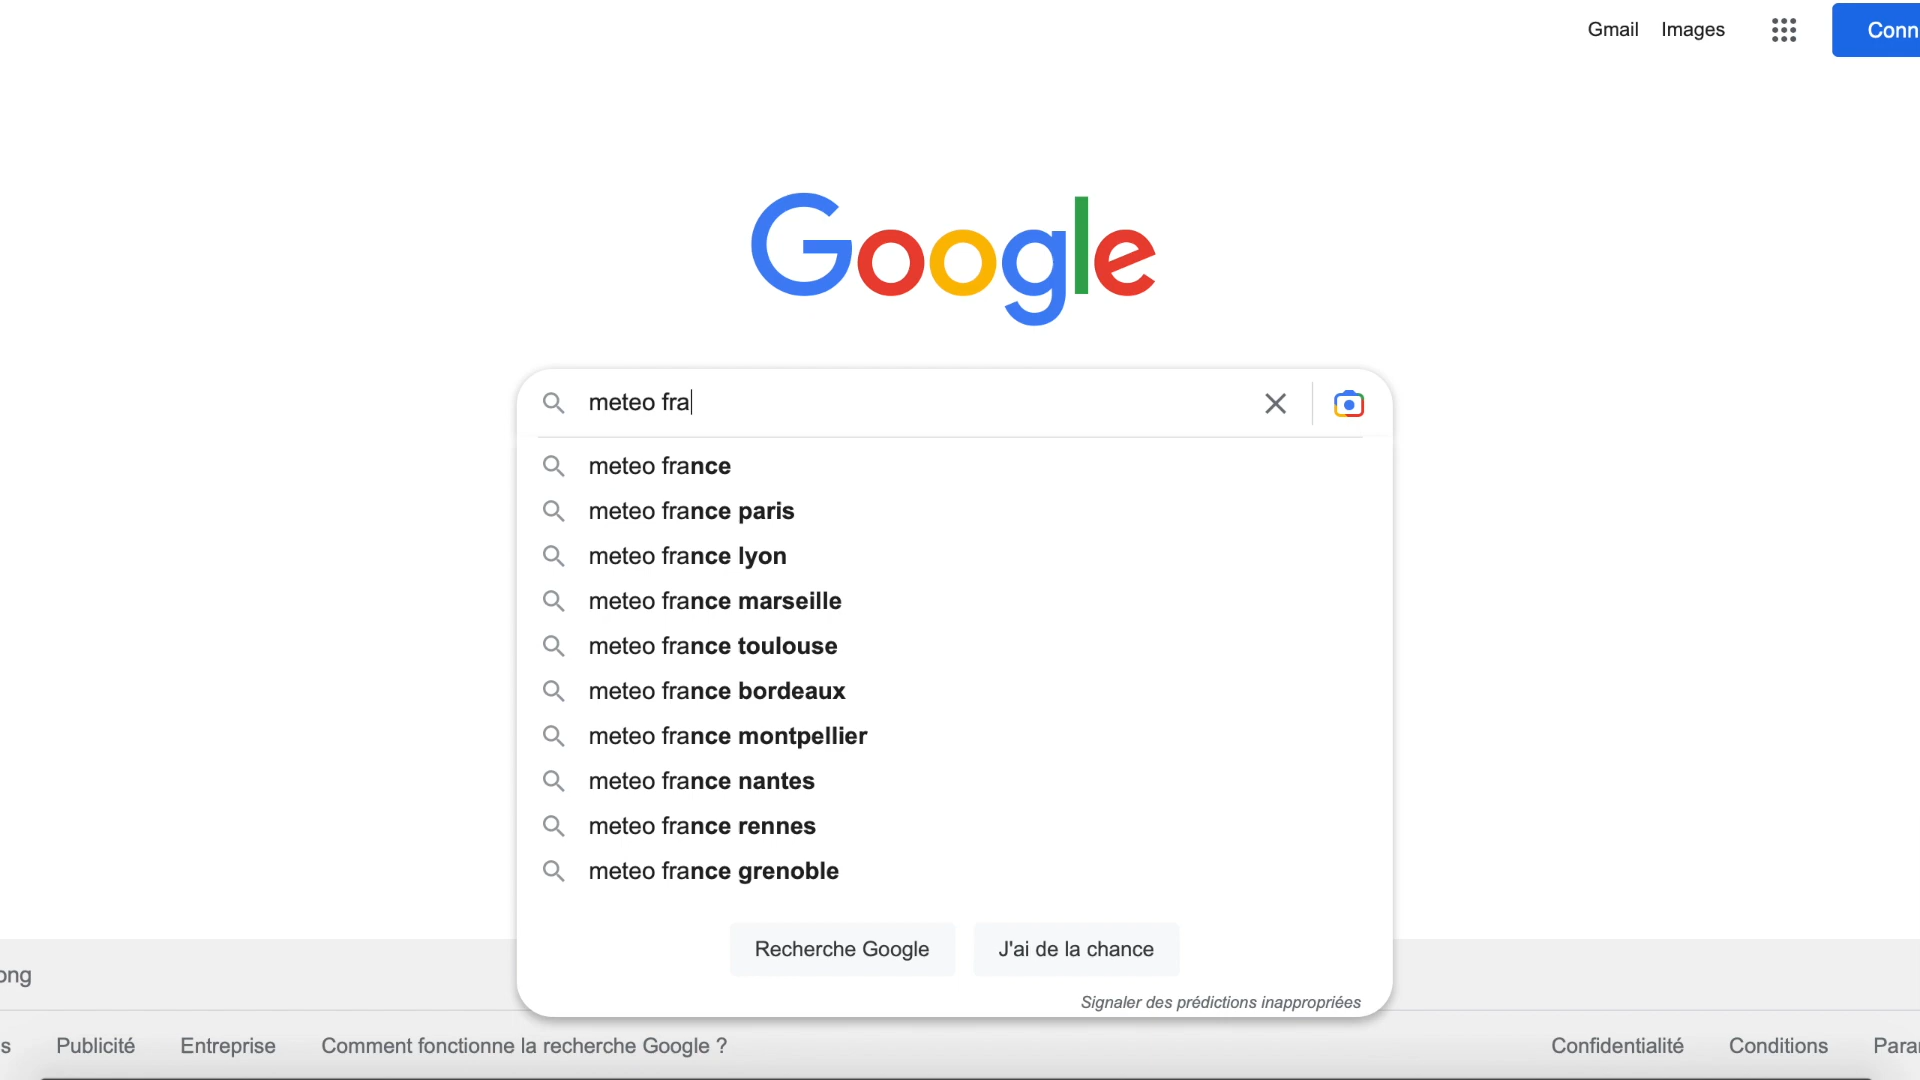 Gmail Images Conn
Google
meteo fra
meteo france
meteo france paris
meteo france lyon
meteo france marseille
meteo france toulouse
meteo france bordeaux
meteo france montpellier
meteo france nantes
meteo france rennes
meteo france grenoble
Recherche Google J'ai de la chance
Signaler des prédictions inappropriées
ong
s Publicité Entreprise Comment fonctionne la recherche Google ? Confidentialité Conditions Para